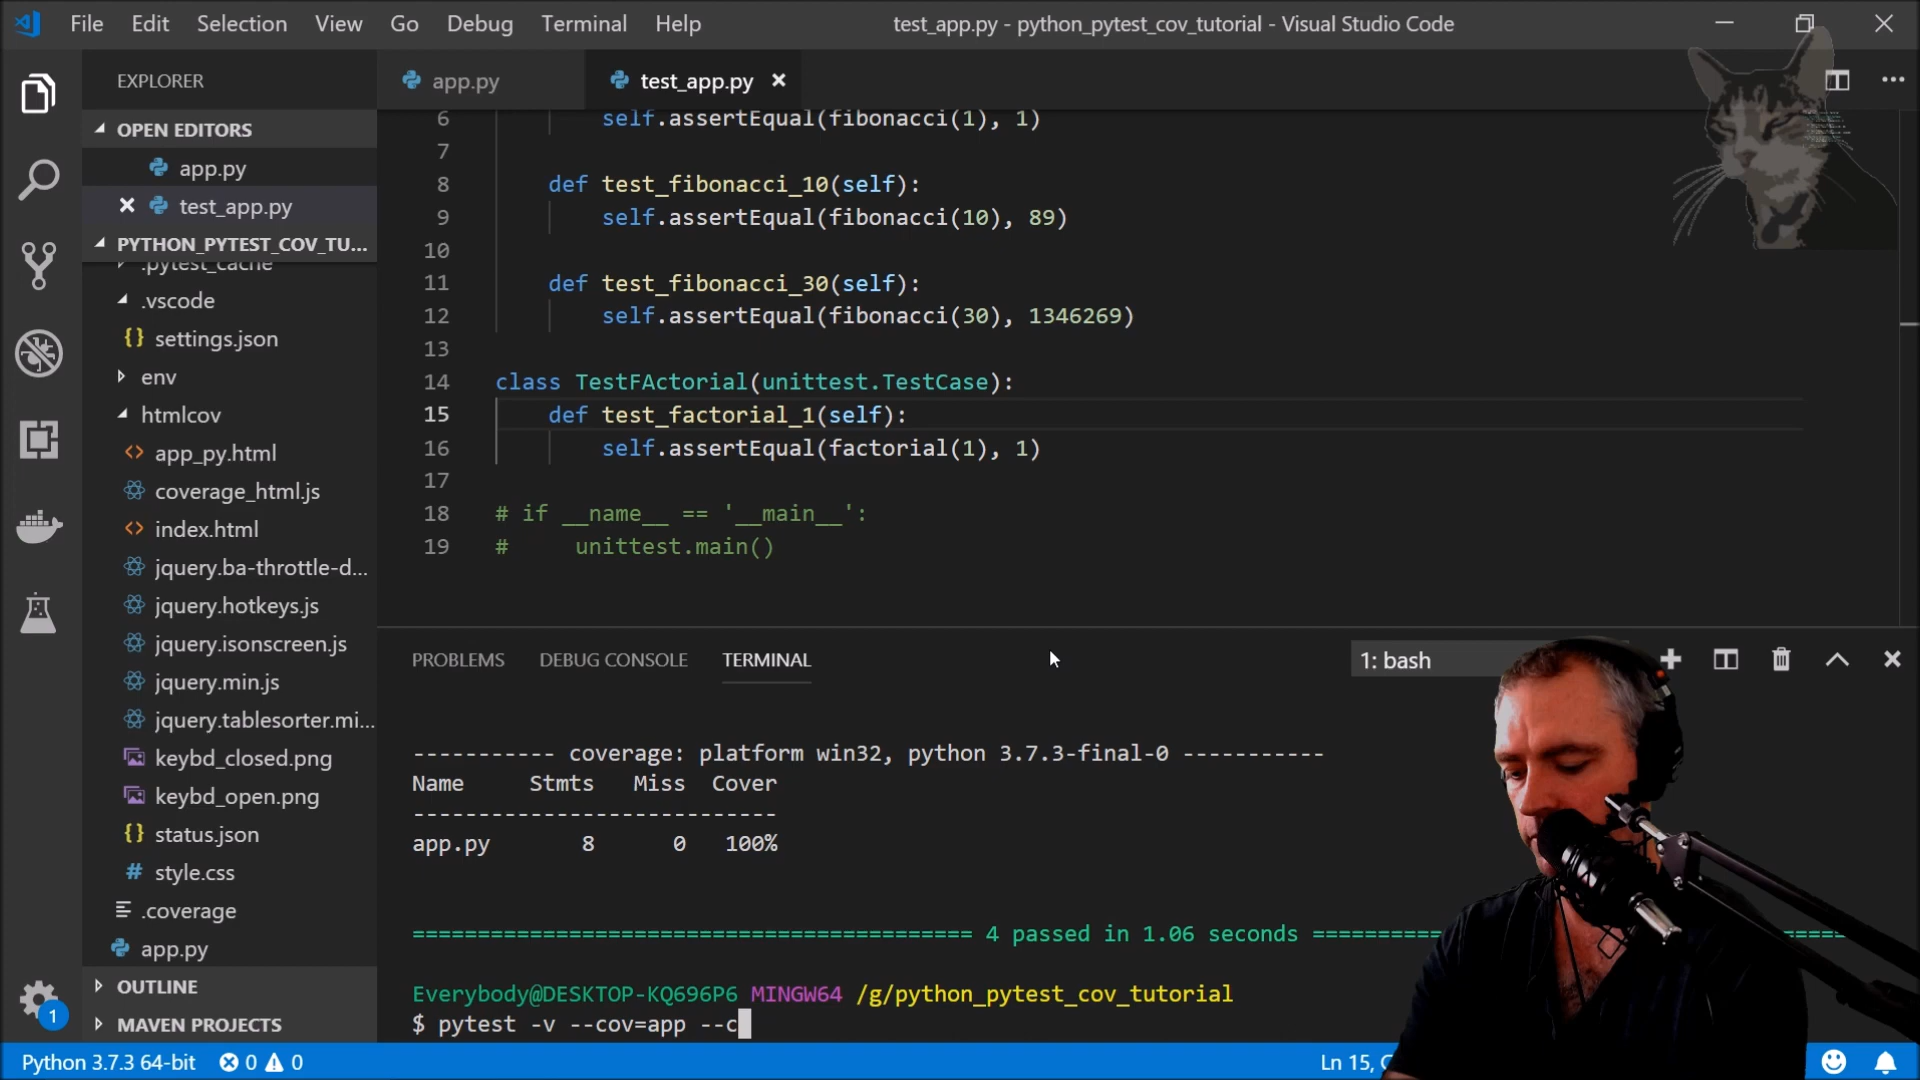 File Edit Selection View Go Debug Terminal Help
test_app.py - python_pytest_cov_tutorial - Visual Studio Code
EXPLORER
OPEN EDITORS
app.py
test_app.py
PYTHON_PYTEST_COV_TU...
.pytest_cache
.vscode
settings.json
env
htmlcov
app_py.html
coverage_html.js
index.html
jquery.ba-throttle-d...
jquery.hotkeys.js
jquery.isonscreen.js
jquery.min.js
jquery.tablesorter.mi...
keybd_closed.png
keybd_open.png
status.json
style.css
.coverage
app.py
OUTLINE
MAVEN PROJECTS
1
app.py test_app.py
6 self.assertEqual(fibonacci(1), 1)
7
8 def test_fibonacci_10(self):
9 self.assertEqual(fibonacci(10), 89)
10
11 def test_fibonacci_30(self):
12 self.assertEqual(fibonacci(30), 1346269)
13
14 class TestFActorial(unittest.TestCase):
15 def test_factorial_1(self):
16 self.assertEqual(factorial(1), 1)
17
18 # if __name__ == '__main__':
19 # unittest.main()
PROBLEMS DEBUG CONSOLE TERMINAL
1: bash
----------- coverage: platform win32, python 3.7.3-final-0 -----------
Name Stmts Miss Cover
----------------------------
app.py 8 0 100%
=========================================== 4 passed in 1.06 seconds ==========
Everybody@DESKTOP-KQ696P6 MINGW64 /g/python_pytest_cov_tutorial
$ pytest -v --cov=app --c
Python 3.7.3 64-bit 0 0
Ln 15,